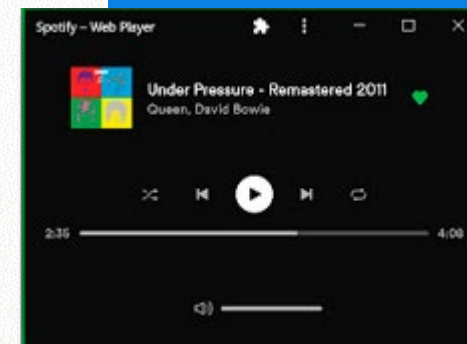 Spotify – Web Player
Under Pressure - Remastered 2011
Queen, David Bowie
2:35
4:08